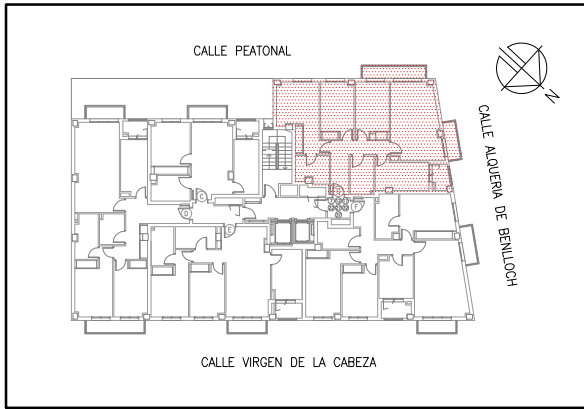 CALLE PEATONAL
N
CALLE ALQUERIA DE BENLLOCH
C
D
F
E
CALLE VIRGEN DE LA CABEZA